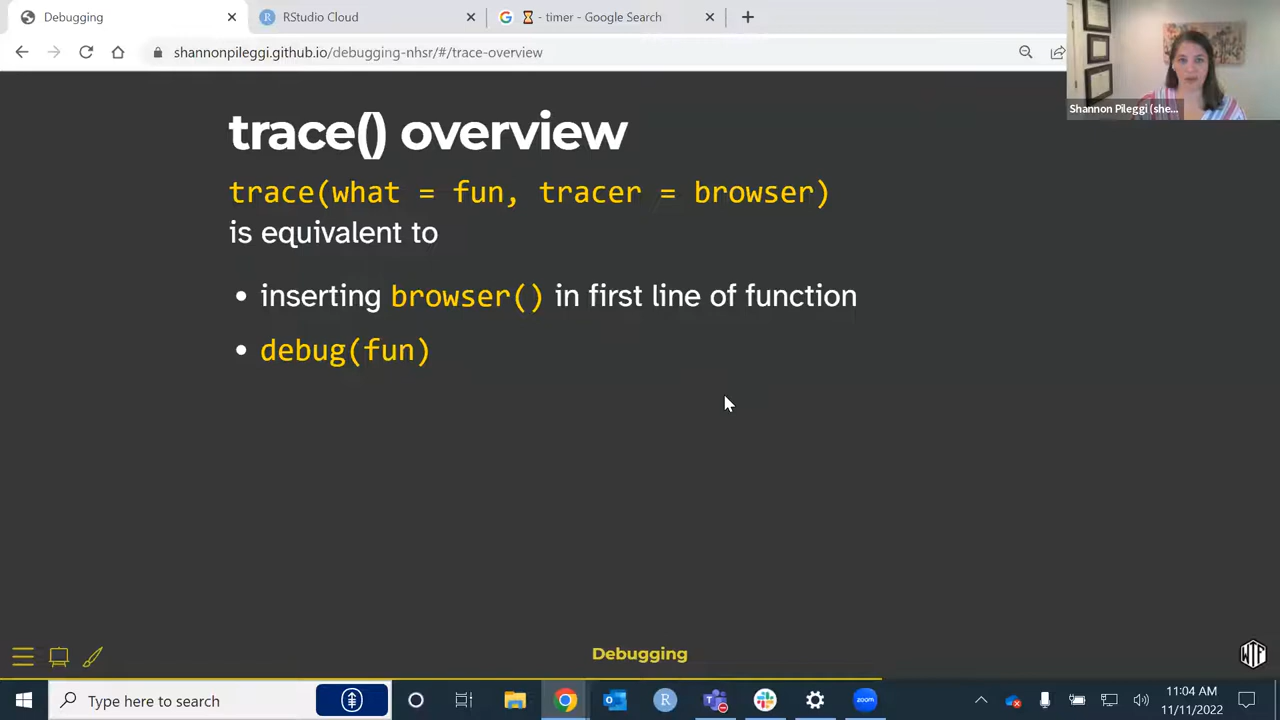 Debugging
RStudio Cloud
- timer - Google Search
shannonpileggi.github.io/debugging-nhsr/#/trace-overview
Shannon Pileggi (she...
trace() overview
trace(what = fun, tracer = browser)
is equivalent to
• inserting browser() in first line of function
• debug(fun)
Debugging
Type here to search
zoom
11:04 AM
11/11/2022